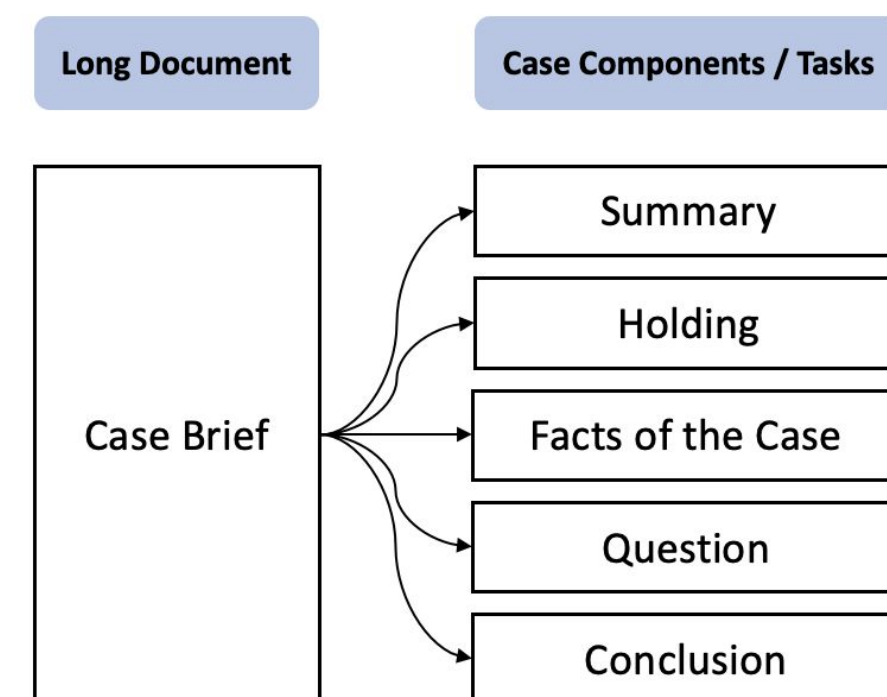 Long Document
Case Components / Tasks
Case Brief
Summary
Holding
Facts of the Case
Question
Conclusion